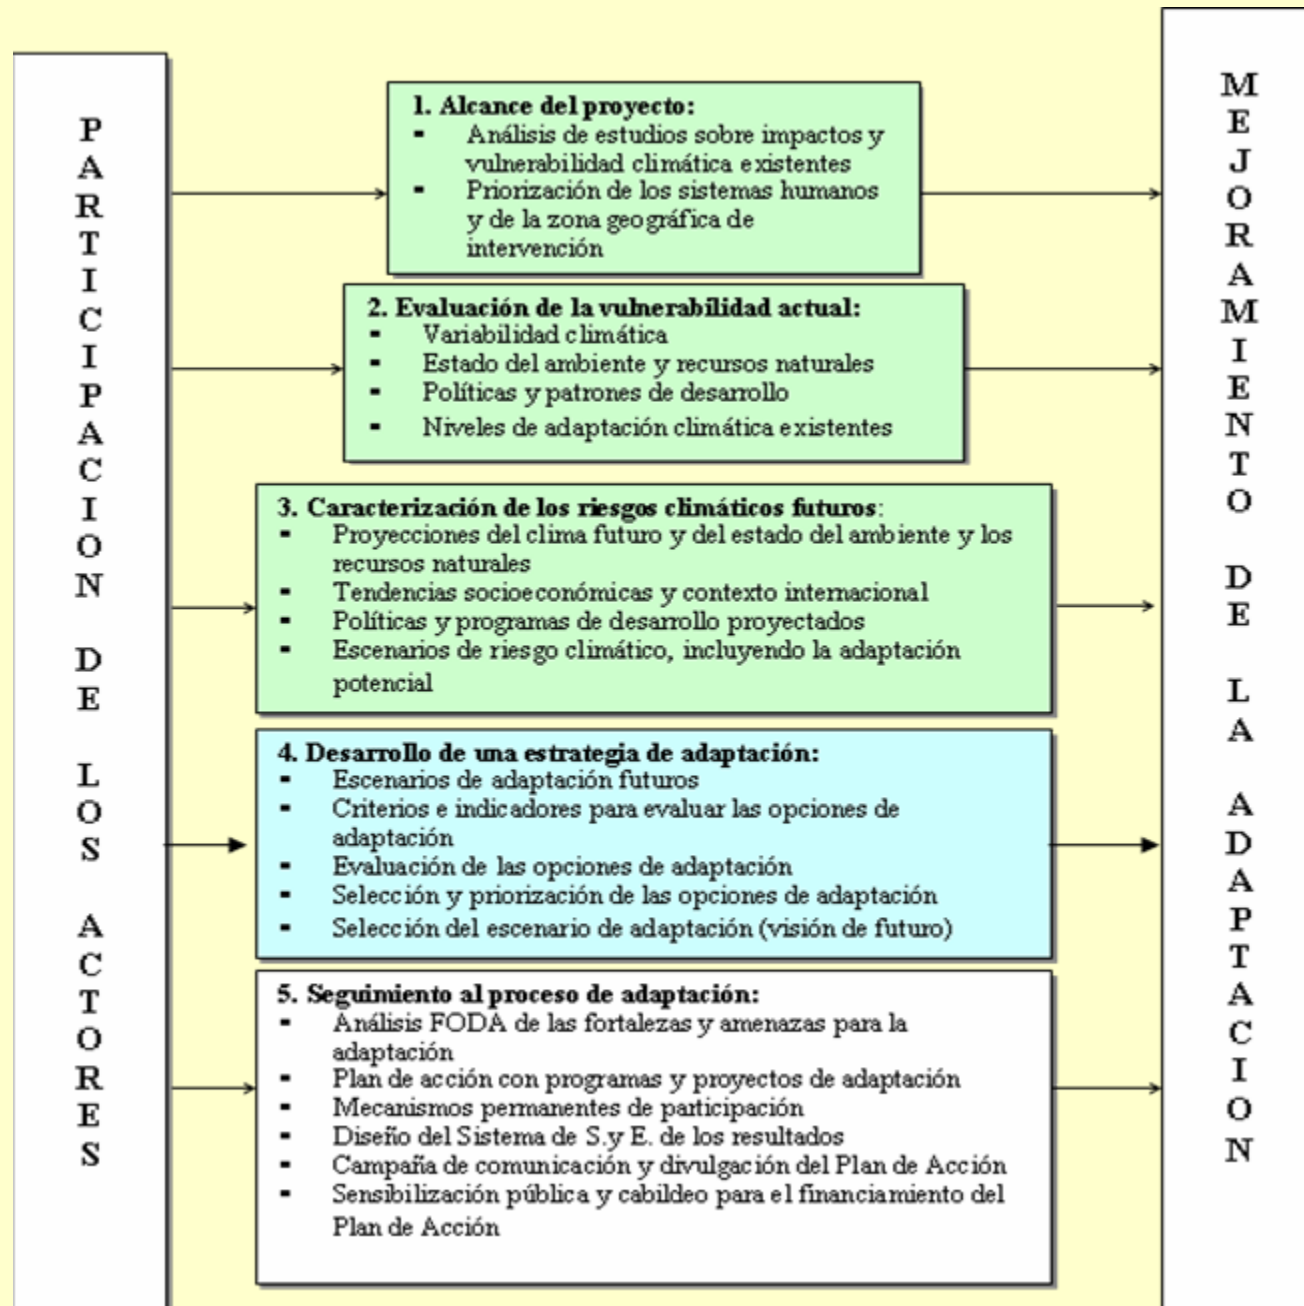 PARTICIPACION DE LOS ACTORES
1. Alcance del proyecto:
▪ Análisis de estudios sobre impactos y
vulnerabilidad climática existentes
▪ Priorización de los sistemas humanos
y de la zona geográfica de
intervención
2. Evaluación de la vulnerabilidad actual:
▪ Variabilidad climática
▪ Estado del ambiente y recursos naturales
▪ Políticas y patrones de desarrollo
▪ Niveles de adaptación climática existentes
3. Caracterización de los riesgos climáticos futuros:
▪ Proyecciones del clima futuro y del estado del ambiente y los
recursos naturales
▪ Tendencias socioeconómicas y contexto internacional
▪ Políticas y programas de desarrollo proyectados
▪ Escenarios de riesgo climático, incluyendo la adaptación
potencial
4. Desarrollo de una estrategia de adaptación:
▪ Escenarios de adaptación futuros
▪ Criterios e indicadores para evaluar las opciones de
adaptación
▪ Evaluación de las opciones de adaptación
▪ Selección y priorización de las opciones de adaptación
▪ Selección del escenario de adaptación (visión de futuro)
5. Seguimiento al proceso de adaptación:
▪ Análisis FODA de las fortalezas y amenazas para la
adaptación
▪ Plan de acción con programas y proyectos de adaptación
▪ Mecanismos permanentes de participación
▪ Diseño del Sistema de S.y E. de los resultados
▪ Campaña de comunicación y divulgación del Plan de Acción
▪ Sensibilización pública y cabildeo para el financiamiento del
Plan de Acción
MEJORAMIENTO DE LA ADAPTACION